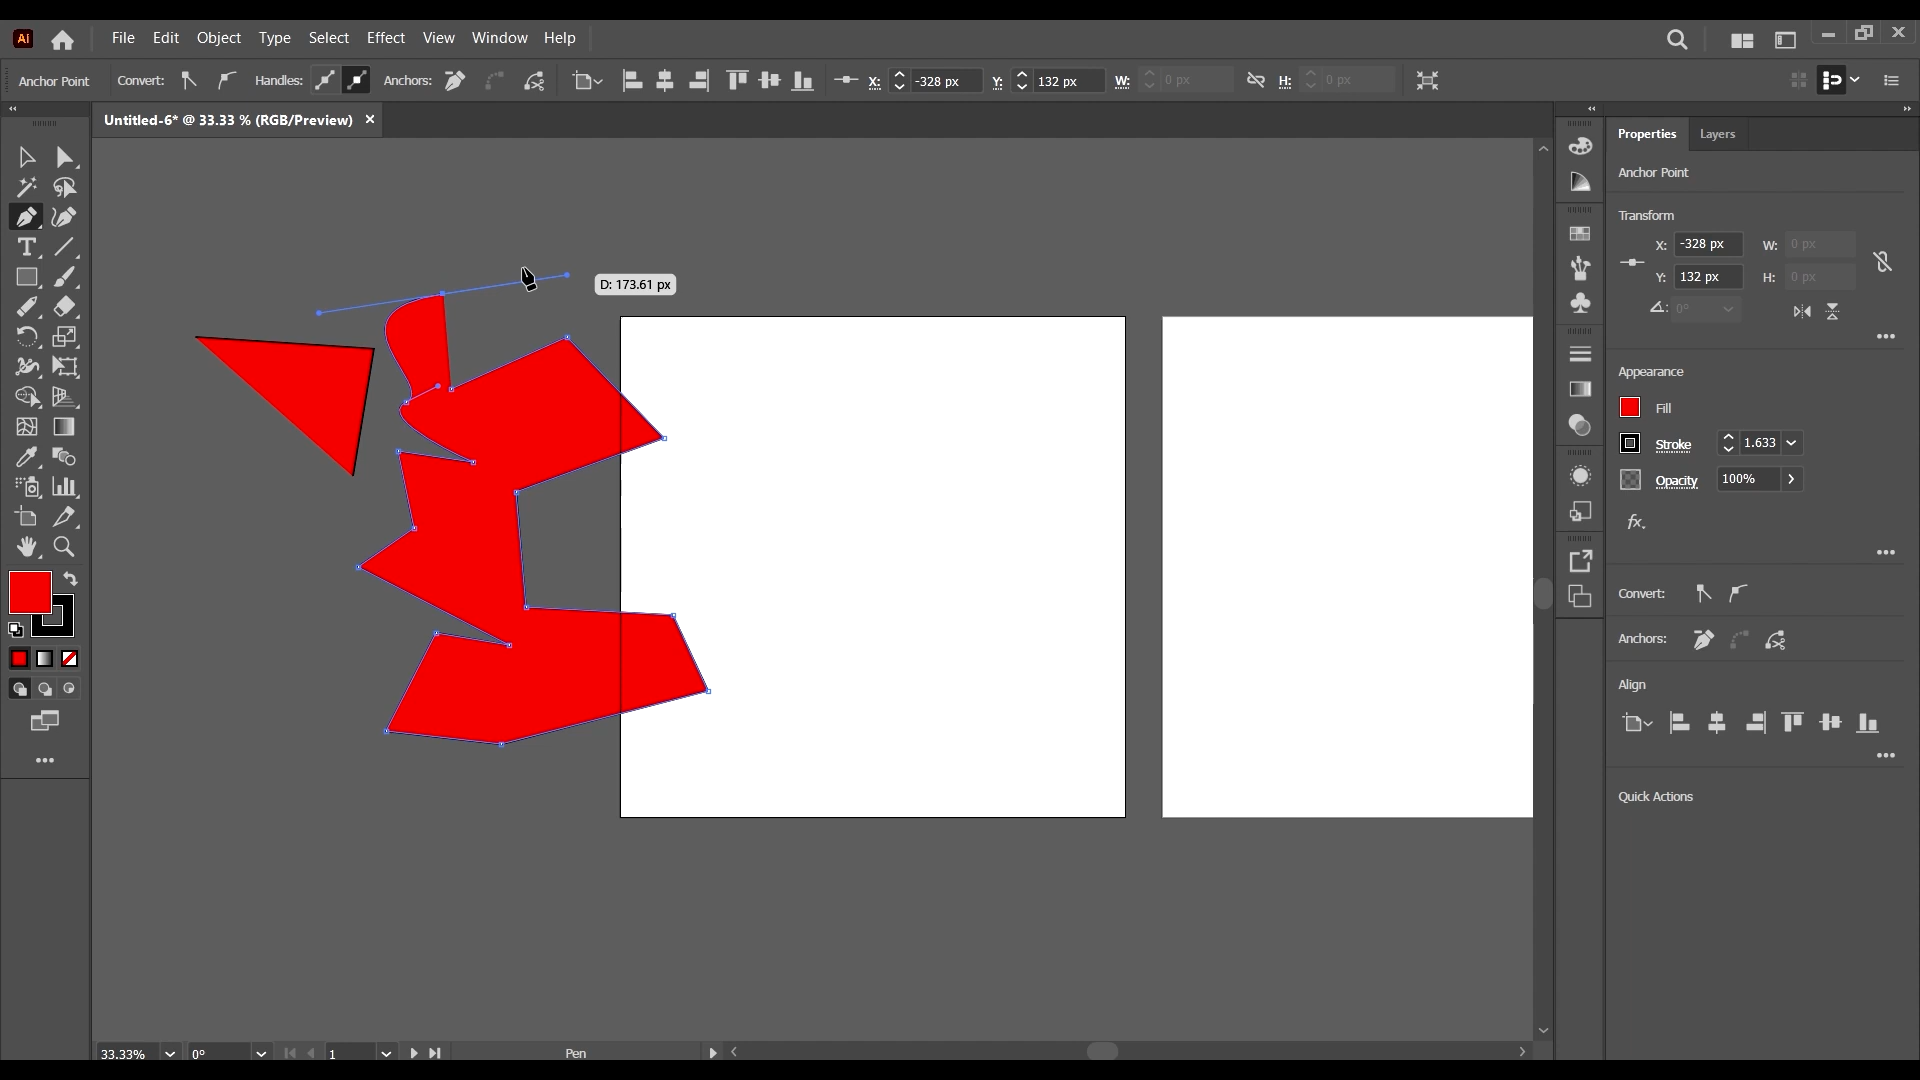 Ai File Edit Object Type Select Effect View Window Help
Anchor Point Convert: Handles: Anchors: X: -328 px Y: 132 px W: 0 px H: 0 px
Untitled-6* @ 33.33 % (RGB/Preview) ×
Properties Layers
Anchor Point
Transform
X: -328 px W: 0 px
Y: 132 px H: 0 px
0°
D: 173.61 px
Appearance
Fill
Stroke 1.633
Opacity 100%
fx.
Convert:
Anchors:
Align
Quick Actions
33.33% 0° 1 Pen